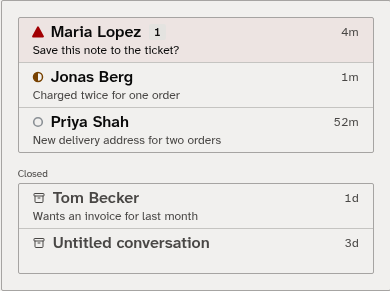 Maria Lopez 1 4m
Save this note to the ticket?
Jonas Berg 1m
Charged twice for one order
Priya Shah 52m
New delivery address for two orders
Closed
Tom Becker 1d
Wants an invoice for last month
Untitled conversation 3d